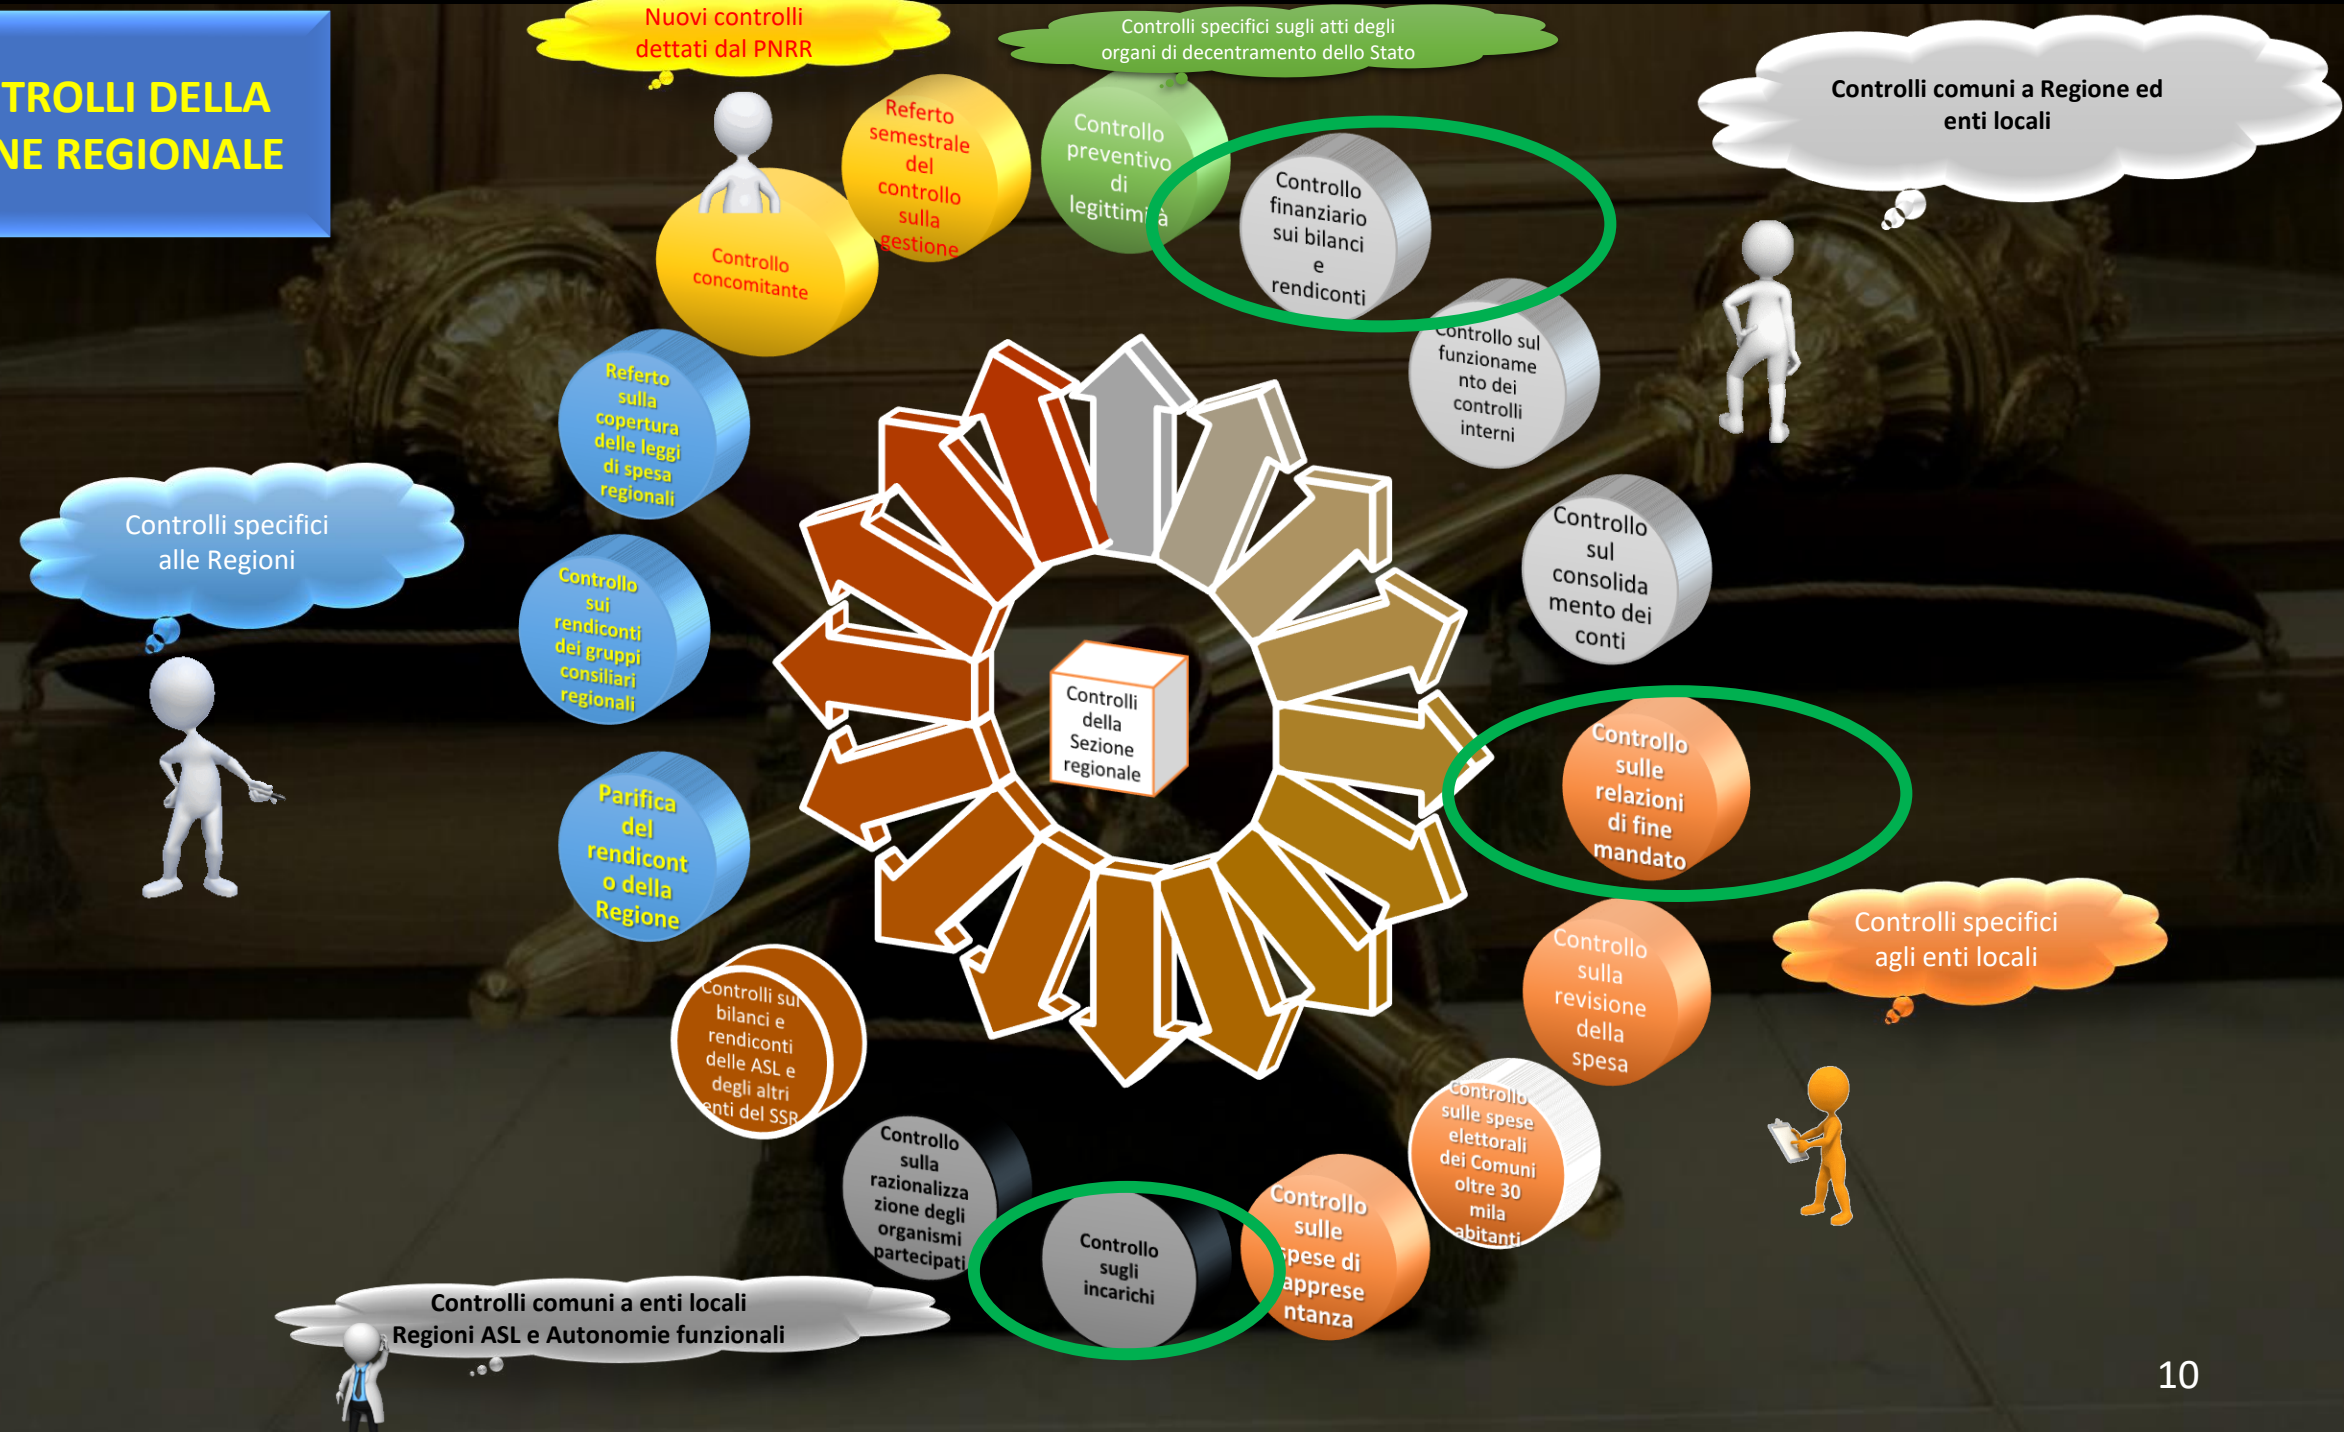 TROLLI DELLA
NE REGIONALE
Nuovi controlli
dettati dal PNRR
Controlli specifici sugli atti degli
organi di decentramento dello Stato
Controlli comuni a Regione ed
enti locali
Referto
semestrale
del
controllo
sulla
gestione
Controllo
preventivo
di
legittimità
Controllo
finanziario
sui bilanci
e
rendiconti
Controllo
concomitante
Controllo sul
funzioname
nto dei
controlli
interni
Referto
sulla
copertura
delle leggi
di spesa
regionali
Controlli specifici
alle Regioni
Controllo
sul
consolida
mento dei
conti
Controllo
sui
rendiconti
dei gruppi
consiliari
regionali
Controlli
della
Sezione
regionale
Controllo
sulle
relazioni
di fine
mandato
Parifica
del
rendicont
o della
Regione
Controlli specifici
agli enti locali
Controllo
sulla
revisione
della
spesa
Controlli sui
bilanci e
rendiconti
delle ASL e
degli altri
enti del SSR
Controllo
sulle spese
elettorali
dei Comuni
oltre 30
mila
abitanti
Controllo
sulla
razionalizza
zione degli
organismi
partecipati
Controllo
sugli
incarichi
Controllo
sulle
spese di
rapprese
ntanza
Controlli comuni a enti locali
Regioni ASL e Autonomie funzionali
10